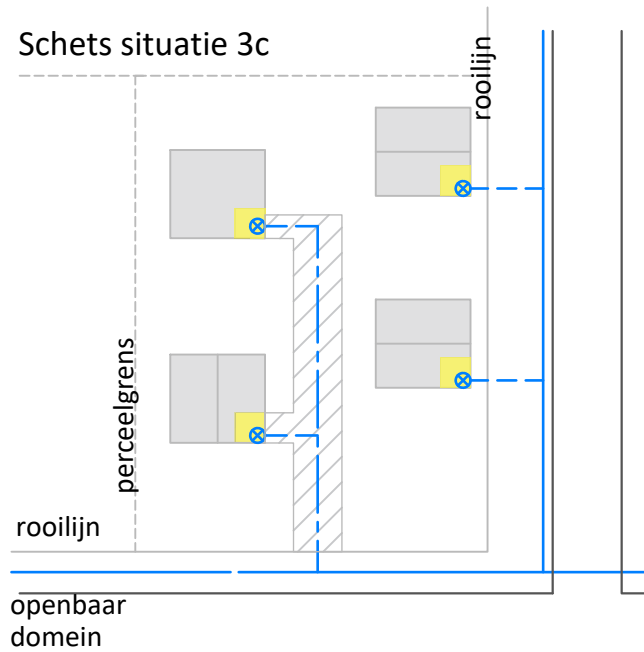 Schets situatie 3c
rooilijn
perceelgrens
rooilijn
openbaar
domein